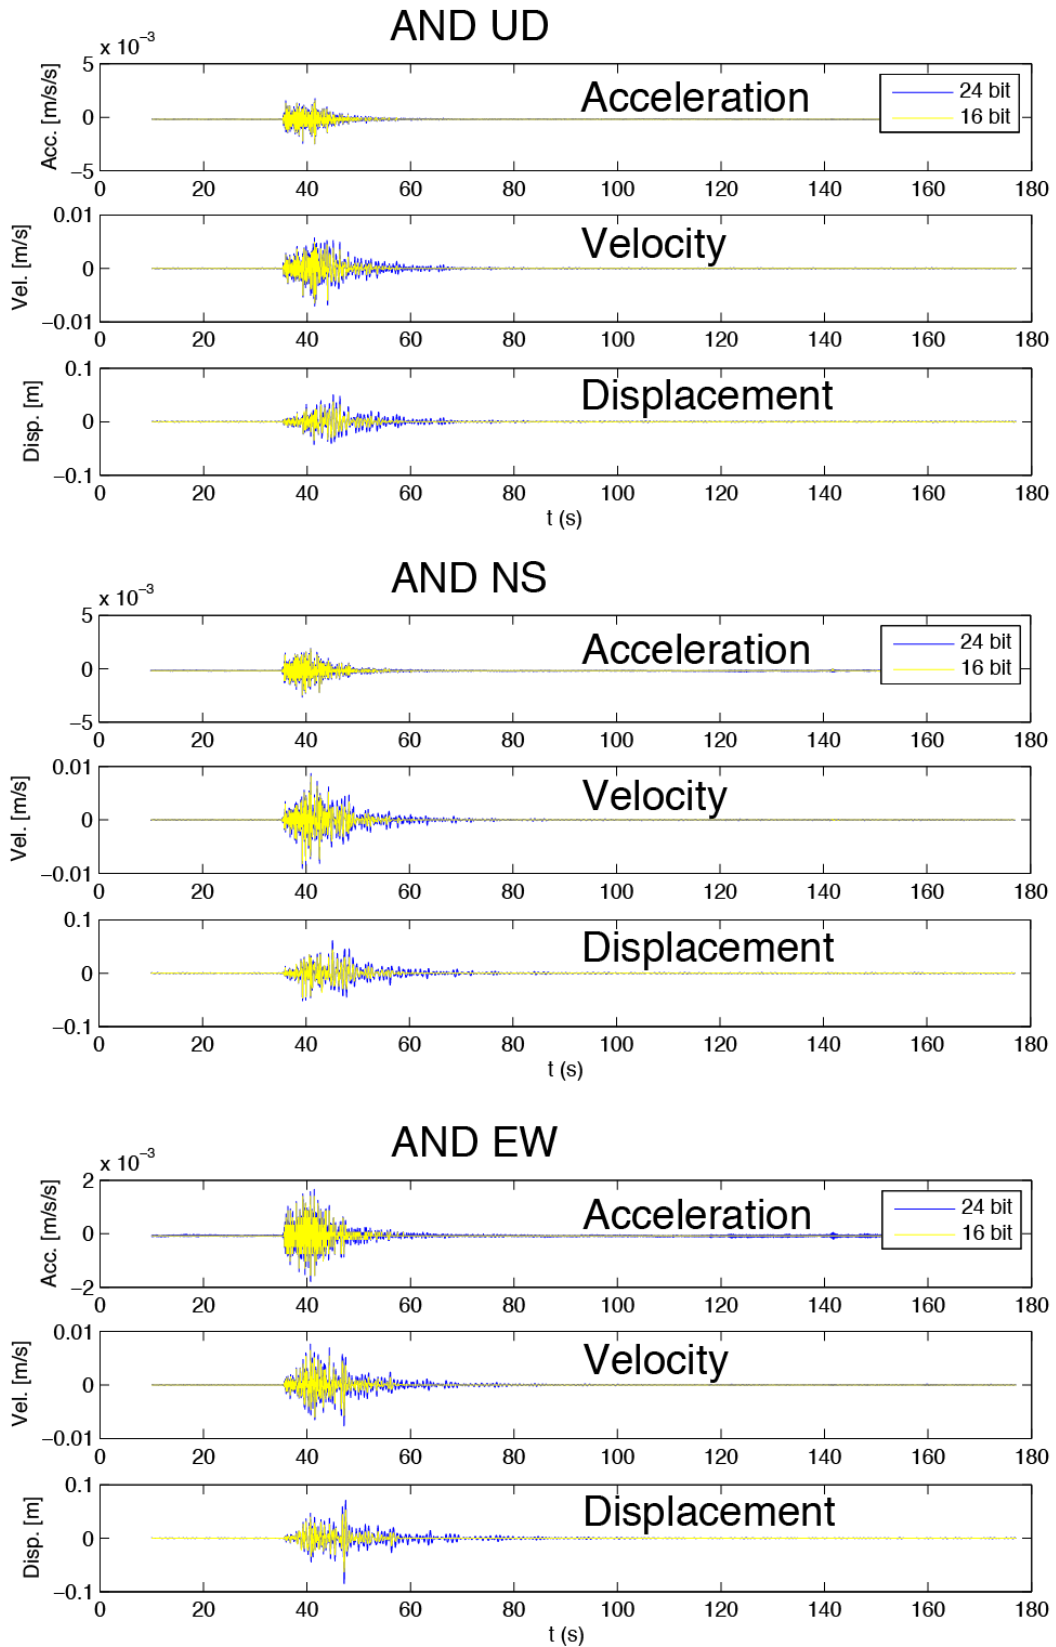 AND UD
x 10⁻³
5
0
−5
Acc. [m/s/s]
Acceleration
24 bit
16 bit
0 20 40 60 80 100 120 140 160 180
0.01
0
−0.01
Vel. [m/s]
Velocity
0 20 40 60 80 100 120 140 160 180
0.1
0
−0.1
Disp. [m]
Displacement
0 20 40 60 80 100 120 140 160 180
t (s)
AND NS
x 10⁻³
5
0
−5
Acceleration
24 bit
16 bit
0 20 40 60 80 100 120 140 160 180
0.01
0
−0.01
Vel. [m/s]
Velocity
0 20 40 60 80 100 120 140 160 180
0.1
0
−0.1
Displacement
0 20 40 60 80 100 120 140 160 180
t (s)
AND EW
x 10⁻³
2
0
−2
Acc. [m/s/s]
Acceleration
24 bit
16 bit
0 20 40 60 80 100 120 140 160 180
0.01
0
−0.01
Vel. [m/s]
Velocity
0 20 40 60 80 100 120 140 160 180
0.1
0
−0.1
Disp. [m]
Displacement
0 20 40 60 80 100 120 140 160 180
t (s)